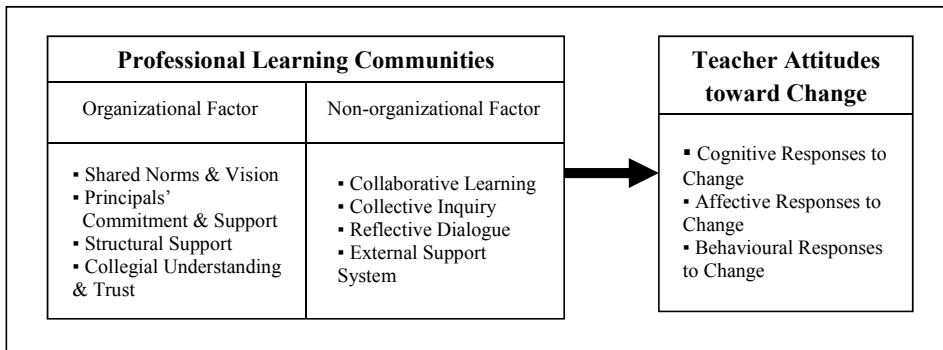 Professional Learning Communities
Organizational Factor
▪ Shared Norms & Vision
▪ Principals’
Commitment & Support
▪ Structural Support
▪ Collegial Understanding
& Trust
Non-organizational Factor
▪ Collaborative Learning
▪ Collective Inquiry
▪ Reflective Dialogue
▪ External Support
System
Teacher Attitudes
toward Change
▪ Cognitive Responses to
Change
▪ Affective Responses to
Change
▪ Behavioural Responses
to Change